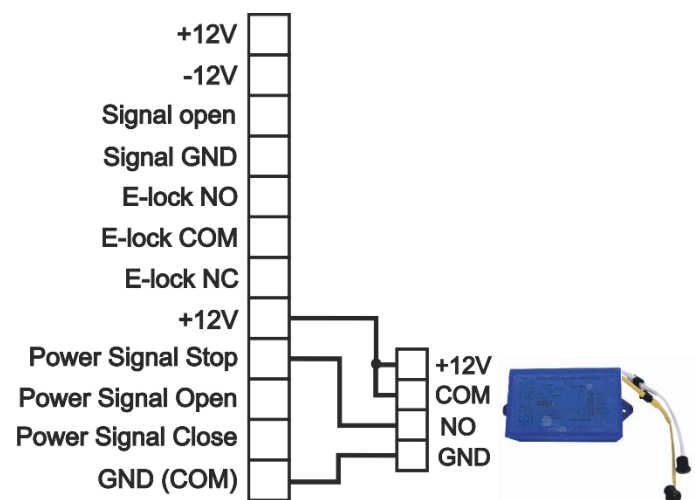 +12V
-12V
Signal open
Signal GND
E-lock NO
E-lock COM
E-lock NC
+12V
Power Signal Stop
Power Signal Open
Power Signal Close
GND (COM)
+12V
COM
NO
GND